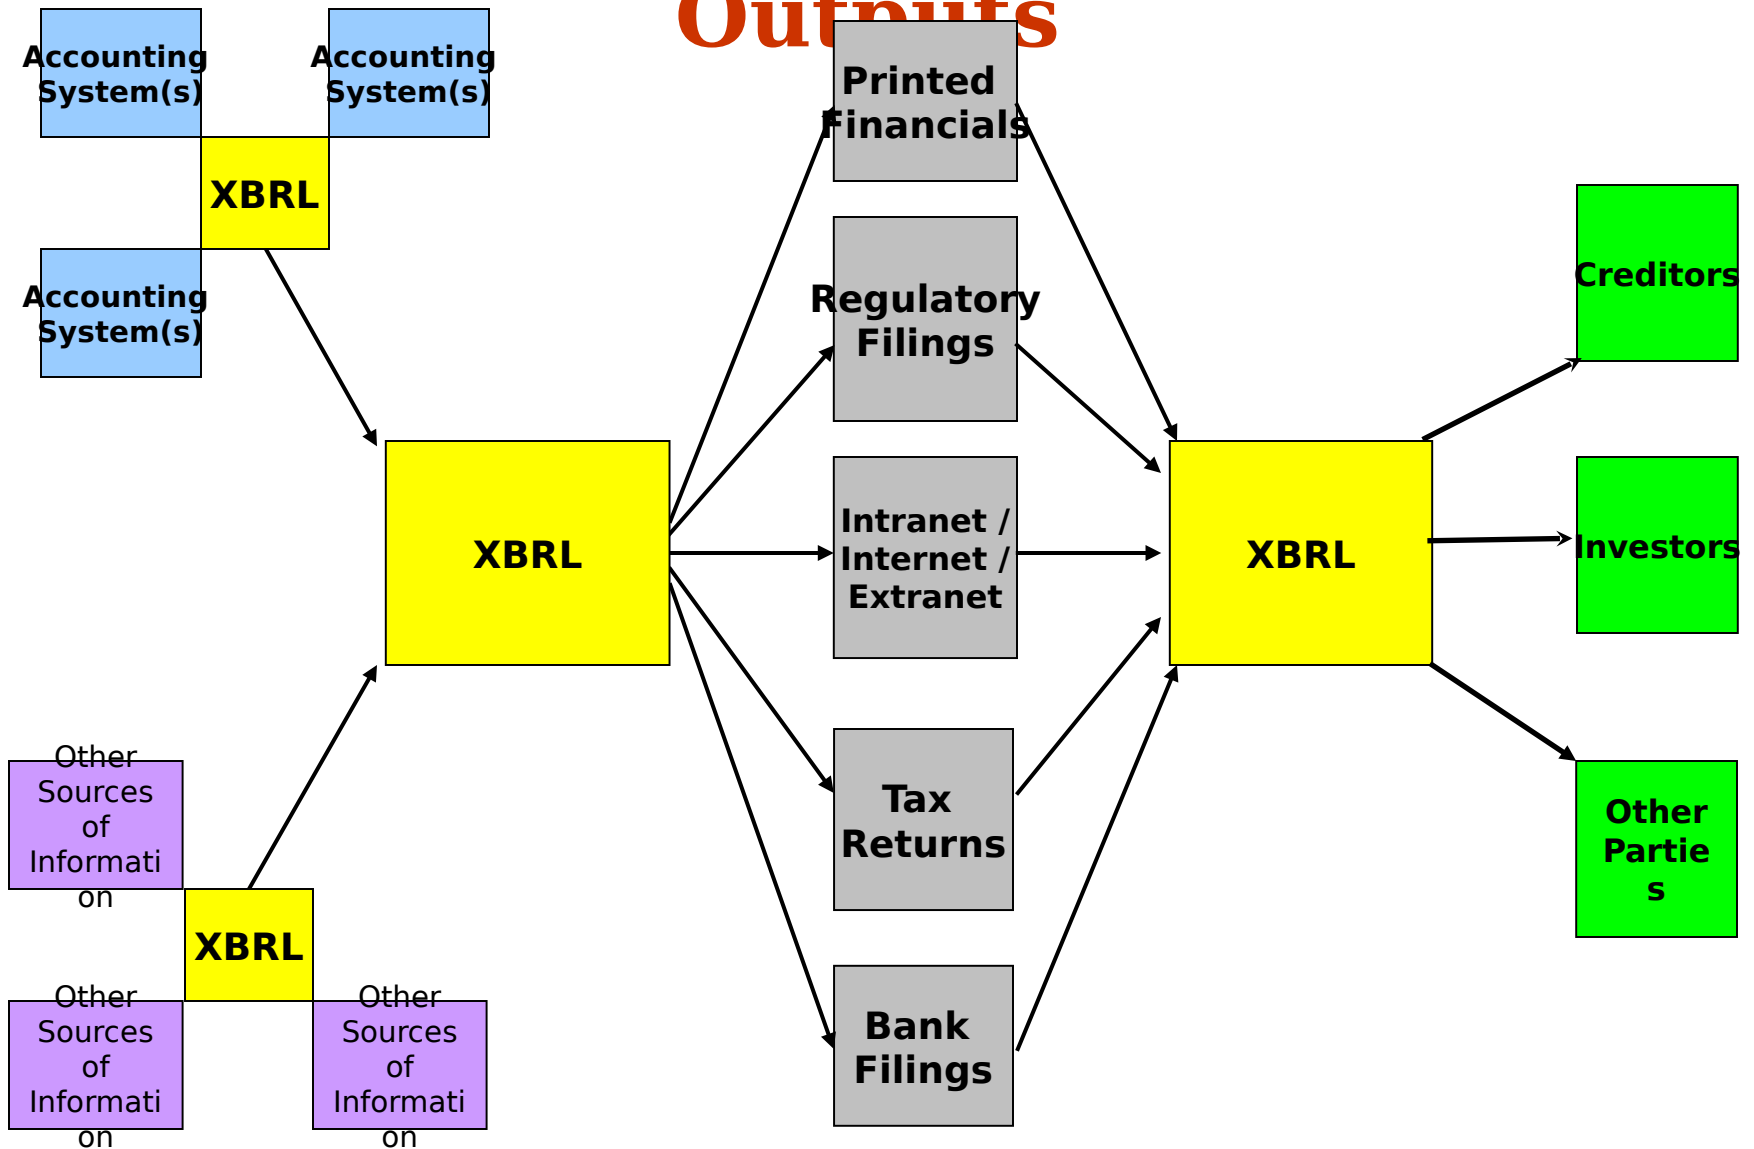 Outputs
Accounting
System(s)
Accounting
System(s)
XBRL
Accounting
System(s)
XBRL
Other
Sources
of
Informati
on
XBRL
Other
Sources
of
Informati
on
Other
Sources
of
Informati
on
Printed
Financials
Regulatory
Filings
Intranet /
Internet /
Extranet
Tax
Returns
Bank
Filings
XBRL
Creditors
Investors
Other
Partie
s